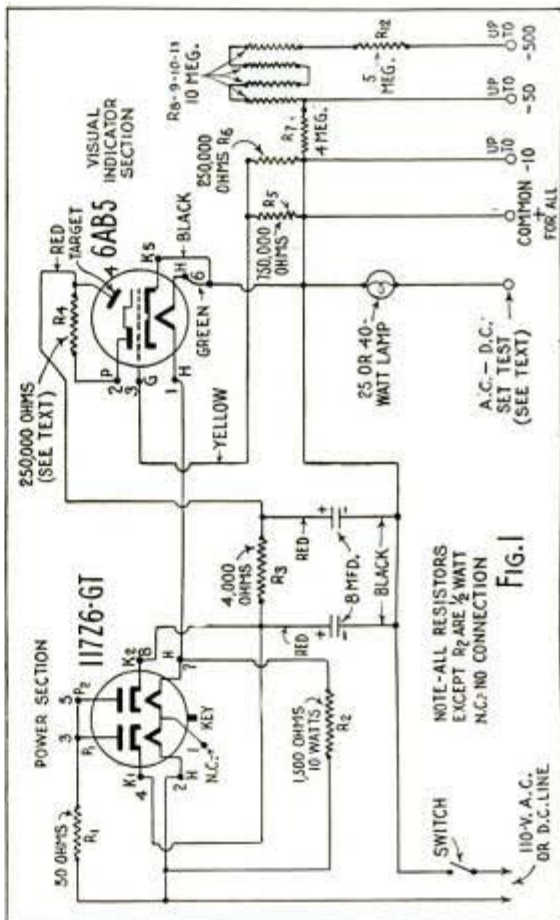 POWER SECTION
117Z6-GT
50 OHMS
R1
3
P1
5
P2
K1
4
K2
8
2
H
1
N.C.
KEY
H
7
1,500 OHMS
10 WATTS
R2
4,000
OHMS
R3
RED
RED
8 MFD.
BLACK
250,000 OHMS
(SEE TEXT)
R4
RED
TARGET
VISUAL
INDICATOR
SECTION
6AB5
4
2
P
3
G
1
H
K5
H
6
BLACK
GREEN
YELLOW
250,000
OHMS R6
750,000
OHMS
R5
R7
4 MEG.
R8-9-10-11
10 MEG.
5
MEG.
R12
25 OR 40-
WATT LAMP
A.C.-D.C.
SET TEST
(SEE TEXT)
COMMON
+
FOR ALL
UP
TO
-10
UP
TO
-50
UP
TO
-500
NOTE-ALL RESISTORS
EXCEPT R2 ARE ½ WATT
N.C.= NO CONNECTION
FIG. 1
SWITCH
110-V. A.C.
OR D.C. LINE